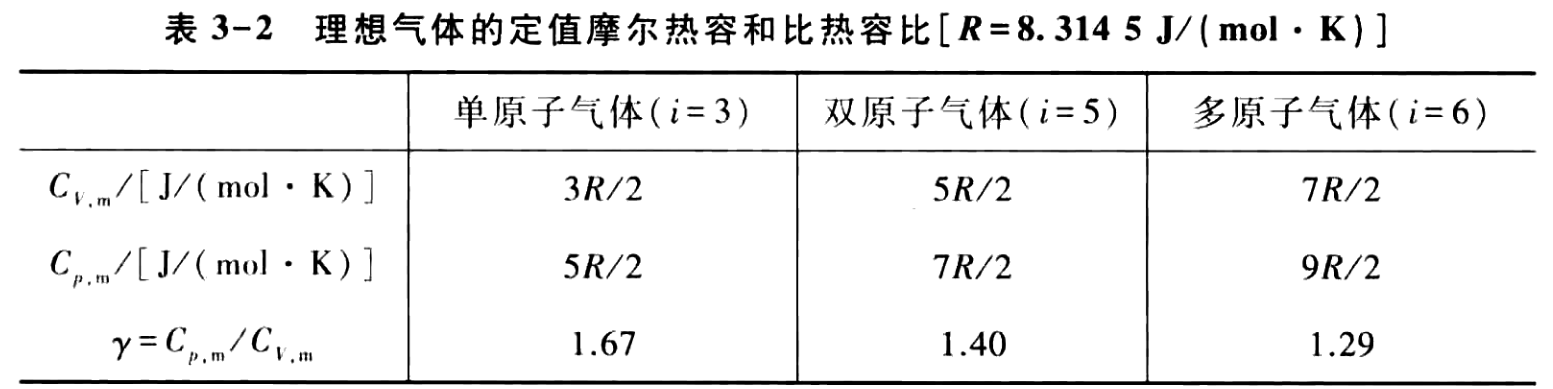 表 3-2 理想气体的定值摩尔热容和比热容比[R=8.314 5 J/(mol·K)]
单原子气体(i=3) 双原子气体(i=5) 多原子气体(i=6)
C_{V,m}/[J/(mol·K)] 3R/2 5R/2 7R/2
C_{p,m}/[J/(mol·K)] 5R/2 7R/2 9R/2
γ=C_{p,m}/C_{V,m} 1.67 1.40 1.29